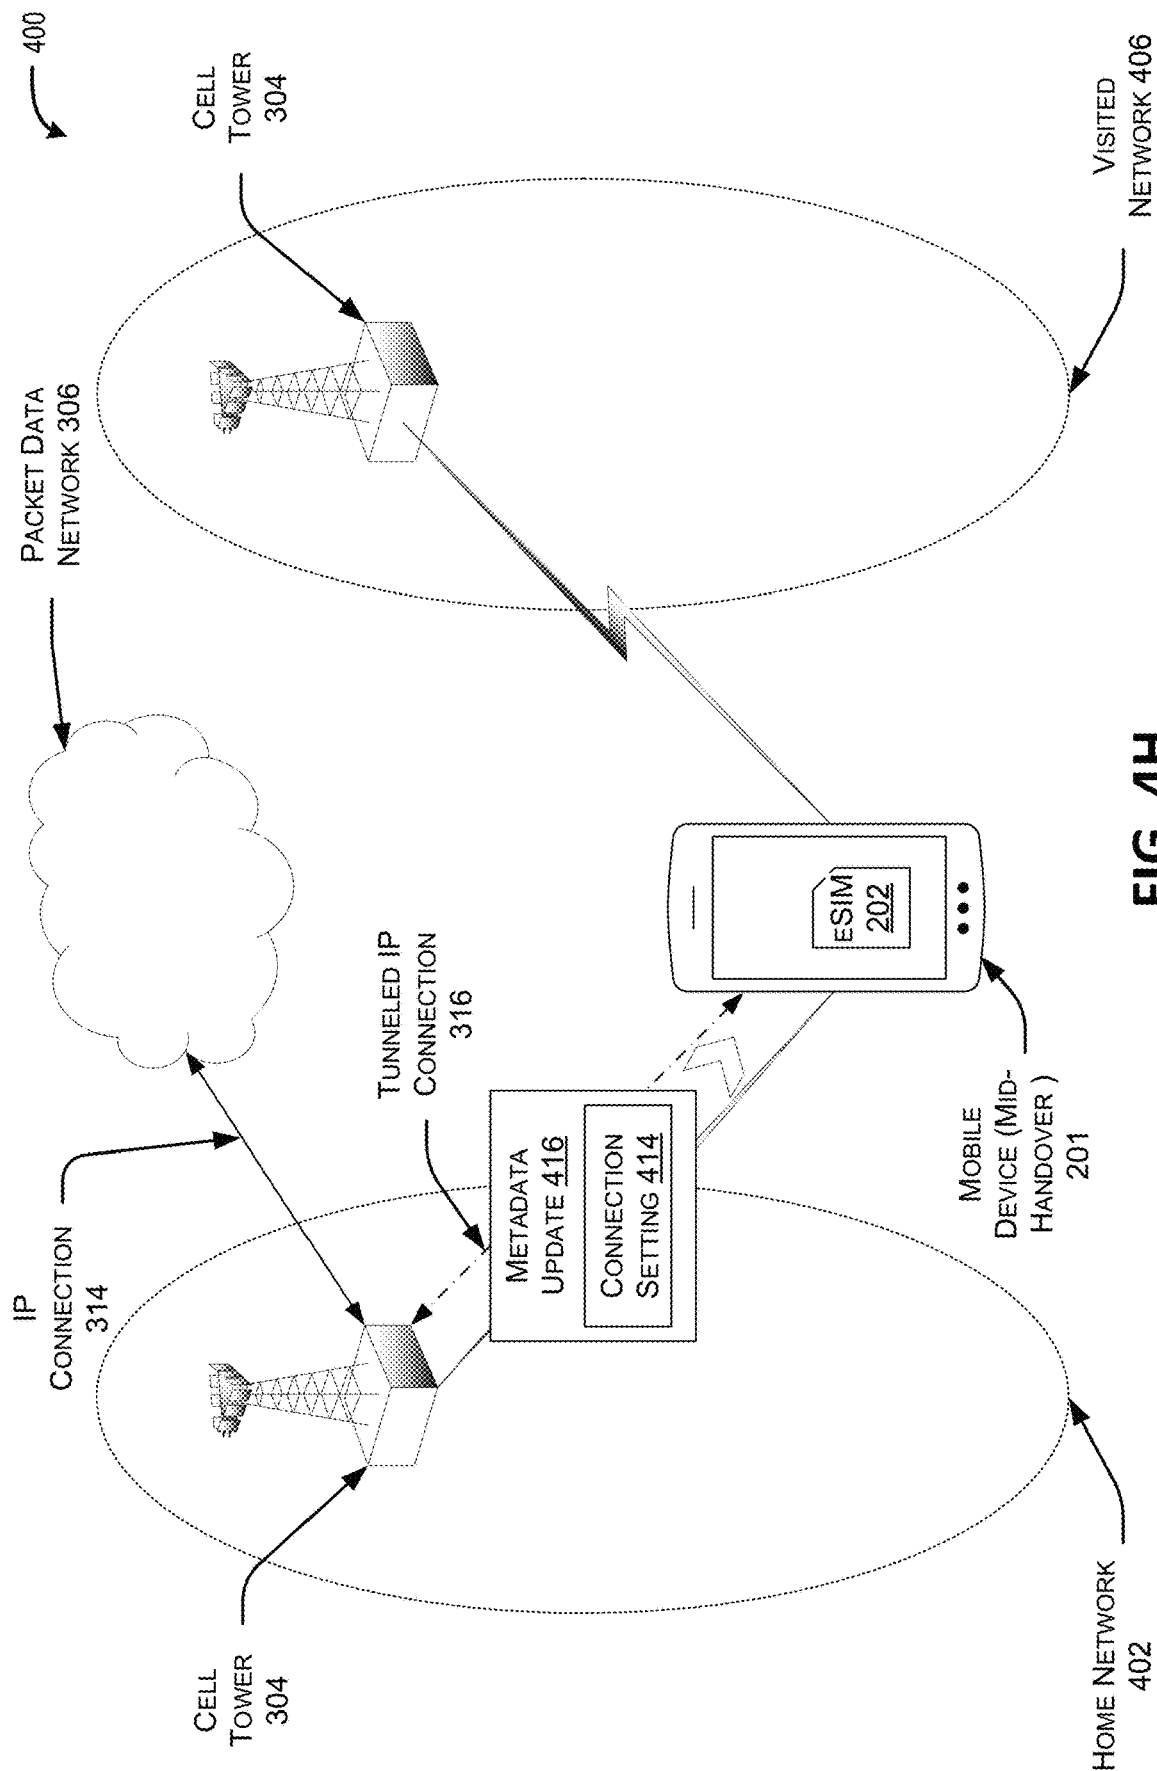 400
CELL
TOWER
304
PACKET DATA
NETWORK 306
IP
CONNECTION
314
TUNNELED IP
CONNECTION
316
CELL
TOWER
304
METADATA
UPDATE 416
CONNECTION
SETTING 414
ESIM
202
MOBILE
DEVICE (MID-
HANDOVER )
201
HOME NETWORK
402
VISITED
NETWORK 406
FIG. 4H